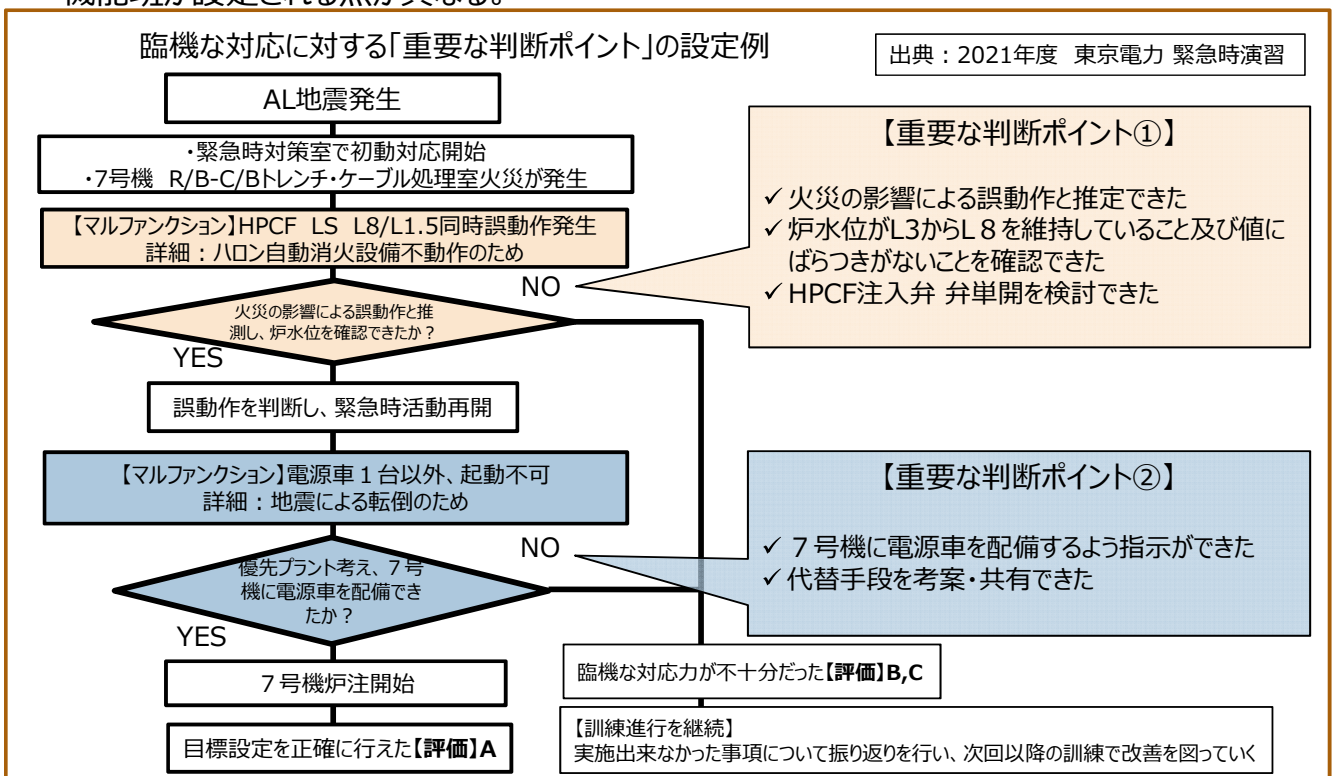 機能班が設定される点が異なる。
臨機な対応に対する「重要な判断ポイント」の設定例
出典：2021年度　東京電力 緊急時演習
AL地震発生
・緊急時対策室で初動対応開始
・7号機　R/B-C/Bトレンチ・ケーブル処理室火災が発生
【マルファンクション】HPCF　LS　L8/L1.5同時誤動作発生
詳細：ハロン自動消火設備不動作のため
火災の影響による誤動作と推
測し、炉水位を確認できたか？
NO
YES
誤動作を判断し、緊急時活動再開
【マルファンクション】電源車１台以外、起動不可
詳細：地震による転倒のため
優先プラント考え、７号
機に電源車を配備でき
たか？
NO
YES
７号機炉注開始
目標設定を正確に行えた【評価】A
【重要な判断ポイント①】
✓ 火災の影響による誤動作と推定できた
✓ 炉水位がL3からL８を維持していること及び値に
ばらつきがないことを確認できた
✓ HPCF注入弁 弁単開を検討できた
【重要な判断ポイント②】
✓ ７号機に電源車を配備するよう指示ができた
✓ 代替手段を考案・共有できた
臨機な対応力が不十分だった【評価】B,C
【訓練進行を継続】
実施出来なかった事項について振り返りを行い、次回以降の訓練で改善を図っていく